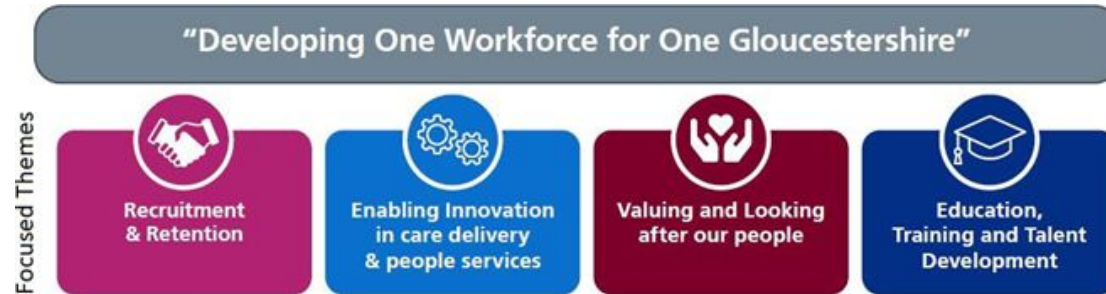 “Developing One Workforce for One Gloucestershire”
Focused Themes
Recruitment
& Retention
Enabling Innovation
in care delivery
& people services
Valuing and Looking
after our people
Education,
Training and Talent
Development